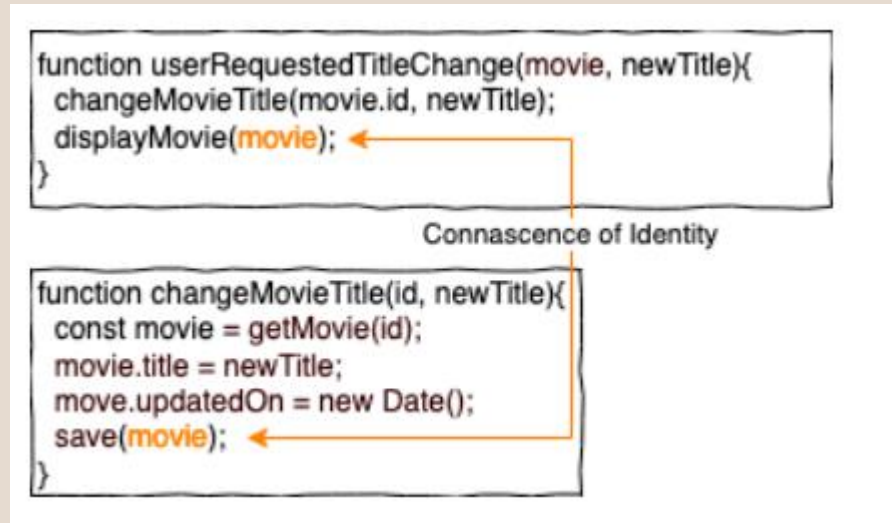 function userRequestedTitleChange(movie, newTitle){
changeMovieTitle(movie.id, newTitle);
displayMovie(movie);
}
Connascence of Identity
function changeMovieTitle(id, newTitle){
const movie = getMovie(id);
movie.title = newTitle;
move.updatedOn = new Date();
save(movie);
}